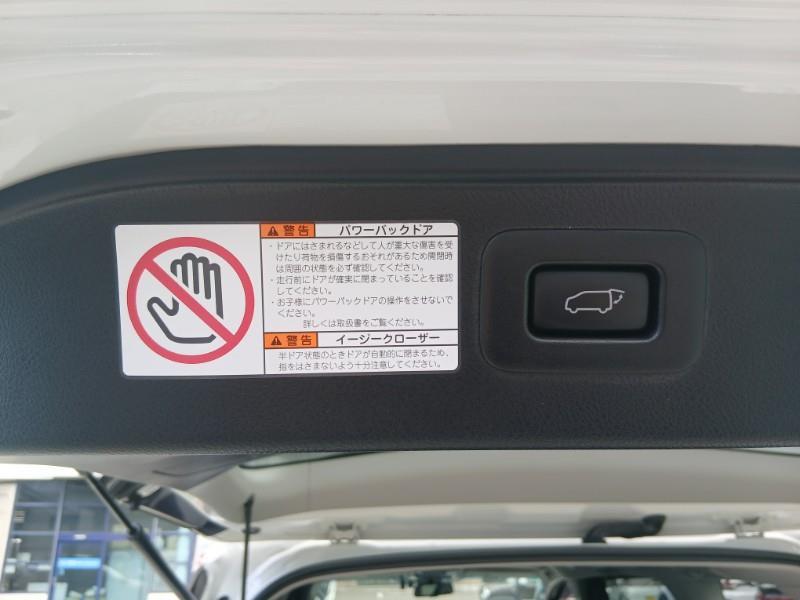 警告 パワーバックドア
・ドアにはさまれるなどして人が重大な傷害を受
けたり荷物を損傷するおそれがあるため開閉時
は周囲の状態を必ず確認してください。
・走行前にドアが確実に閉まっていることを確認
してください。
・お子様にパワーバックドアの操作をさせないで
ください。
詳しくは取扱書をご覧ください。
警告 イージークローザー
半ドア状態のときドアが自動的に閉まるため、
指をはさまないよう十分注意してください。